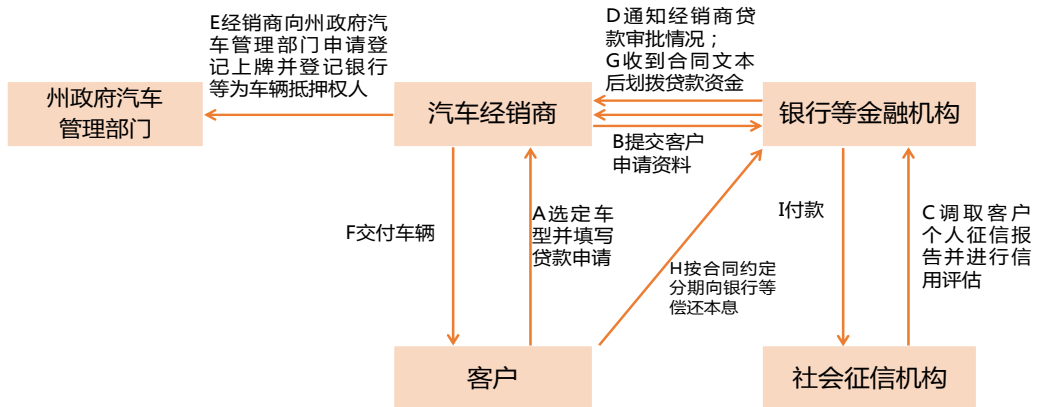 E经销商向州政府汽
车管理部门申请登
记上牌并登记银行
等为车辆抵押权人
D通知经销商贷
款审批情况；
G收到合同文本
后划拨贷款资金
州政府汽车
管理部门
汽车经销商
银行等金融机构
B提交客户
申请资料
F交付车辆
A选定车
型并填写
贷款申请
H按合同约定
分期向银行等
偿还本息
I付款
C调取客户
个人征信报
告并进行信
用评估
客户
社会征信机构